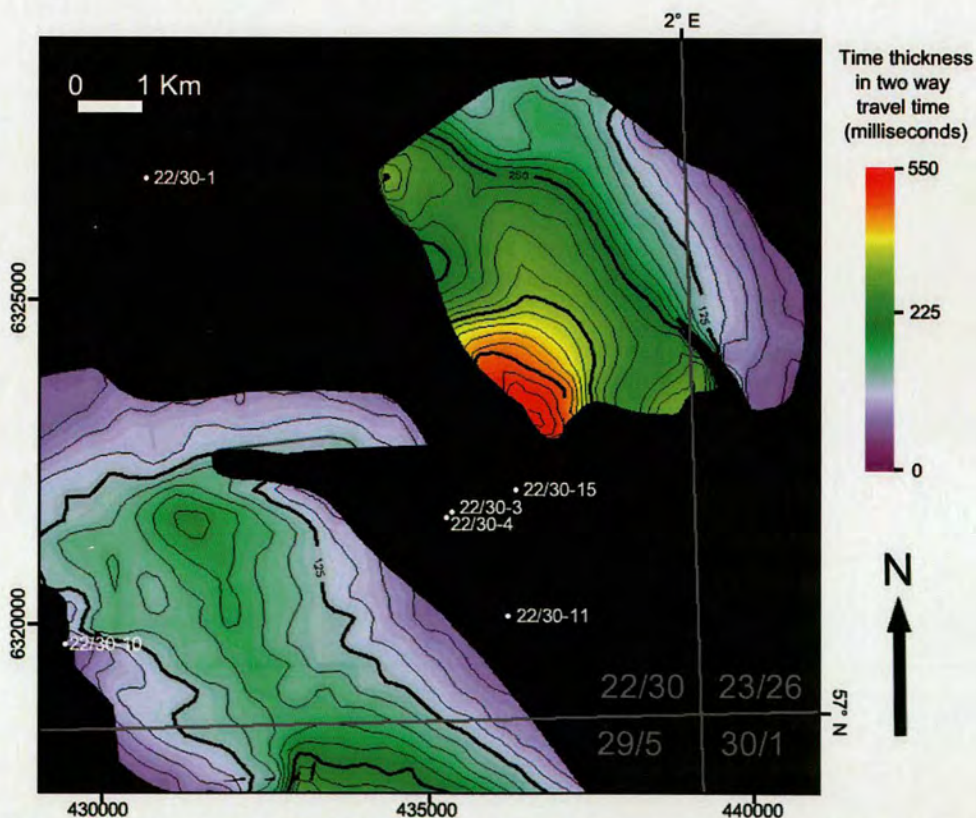 2° E
0 1 Km
Time thickness
in two way
travel time
(milliseconds)
550
225
0
22/30-1
250
6325000
125
22/30-15
22/30-3
22/30-4
125
22/30-11
6320000
22/30-10
22/30 23/26
29/5 30/1
57° N
N
430000 435000 440000